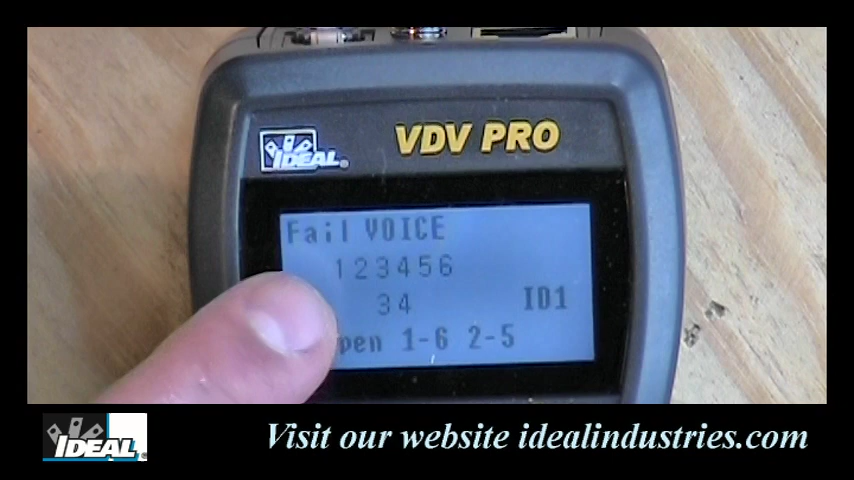 IDEAL®
VDV PRO
Fail VOICE
123456
34 ID1
pen 1-6 2-5
IDEAL®
Visit our website idealindustries.com